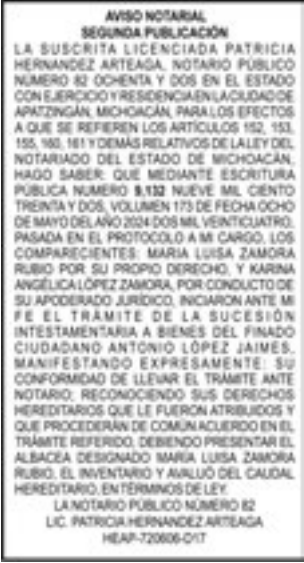 AVISO NOTARIAL
SEGUNDA PUBLICACIÓN
LA SUSCRITA LICENCIADA PATRICIA
HERNANDEZ ARTEAGA, NOTARIO PÚBLICO
NÚMERO 82 OCHENTA Y DOS EN EL ESTADO
CON EJERCICIO Y RESIDENCIA EN LA CIUDAD DE
APATZINGÁN, MICHOACÁN, PARA LOS EFECTOS
A QUE SE REFIEREN LOS ARTÍCULOS 152, 153,
155, 160, 161 Y DEMÁS RELATIVOS DE LA LEY DEL
NOTARIADO DEL ESTADO DE MICHOACÁN,
HAGO SABER: QUE MEDIANTE ESCRITURA
PÚBLICA NUMERO 9,132 NUEVE MIL CIENTO
TREINTA Y DOS, VOLUMEN 173 DE FECHA OCHO
DE MAYO DEL AÑO 2024 DOS MIL VEINTICUATRO,
PASADA EN EL PROTOCOLO A MI CARGO, LOS
COMPARECIENTES: MARIA LUISA ZAMORA
RUBIO POR SU PROPIO DERECHO, Y KARINA
ANGÉLICA LÓPEZ ZAMORA, POR CONDUCTO DE
SU APODERADO JURÍDICO, INICIARON ANTE MI
FE EL TRÁMITE DE LA SUCESIÓN
INTESTAMENTARIA A BIENES DEL FINADO
CIUDADANO ANTONIO LÓPEZ JAIMES,
MANIFESTANDO EXPRESAMENTE: SU
CONFORMIDAD DE LLEVAR EL TRÁMITE ANTE
NOTARIO; RECONOCIENDO SUS DERECHOS
HEREDITARIOS QUE LE FUERON ATRIBUIDOS Y
QUE PROCEDERÁN DE COMÚN ACUERDO EN EL
TRÁMITE REFERIDO, DEBIENDO PRESENTAR EL
ALBACEA DESIGNADO MARÍA LUISA ZAMORA
RUBIO, EL INVENTARIO Y AVALUÓ DEL CAUDAL
HEREDITARIO, EN TÉRMINOS DE LEY.
LA NOTARIO PÚBLICO NÚMERO 82
LIC. PATRICIA HERNANDEZ ARTEAGA
HEAP-720606-D17